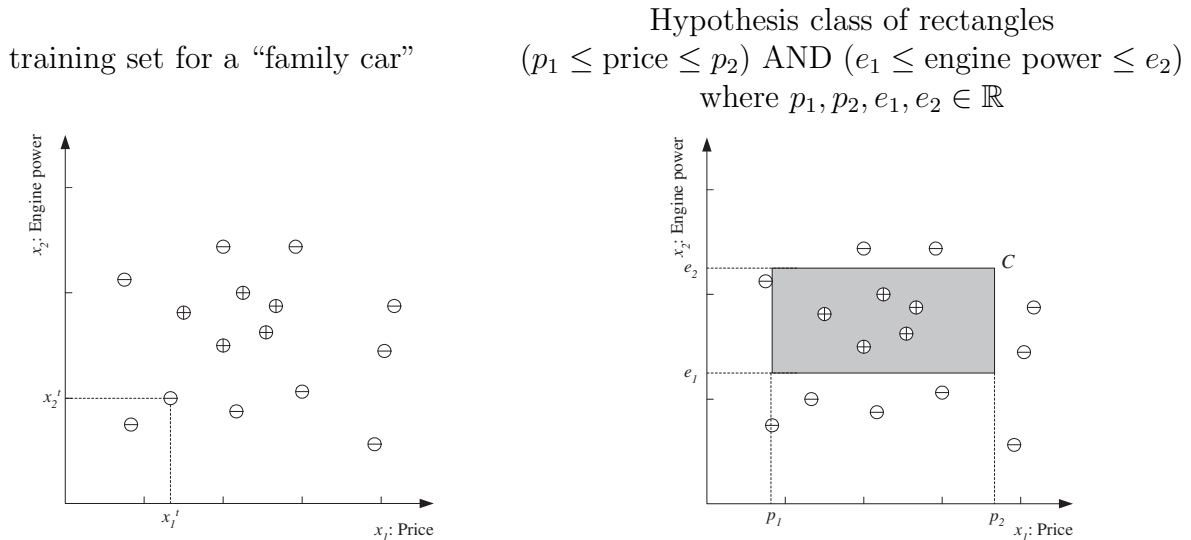 training set for a “family car”
Hypothesis class of rectangles
(p₁ ≤ price ≤ p₂) AND (e₁ ≤ engine power ≤ e₂)
where p₁, p₂, e₁, e₂ ∈ ℝ
x₂: Engine power
x₂ᵗ
x₁ᵗ
x₁: Price
x₂: Engine power
e₂
C
e₁
p₁
p₂
x₁: Price